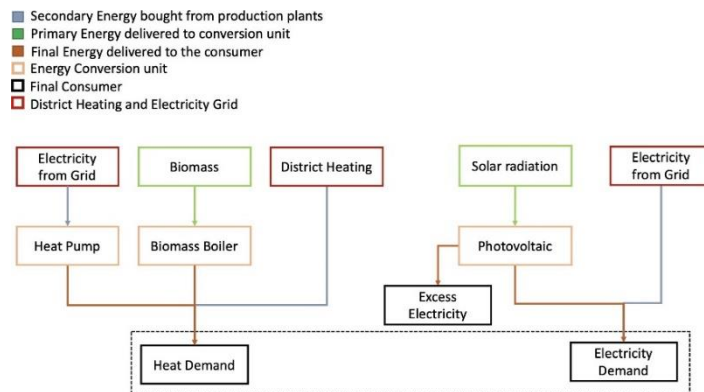 Secondary Energy bought from production plants
Primary Energy delivered to conversion unit
Final Energy delivered to the consumer
Energy Conversion unit
Final Consumer
District Heating and Electricity Grid
Electricity
from Grid
Biomass
District Heating
Solar radiation
Electricity
from Grid
Heat Pump
Biomass Boiler
Photovoltaic
Excess
Electricity
Heat Demand
Electricity
Demand